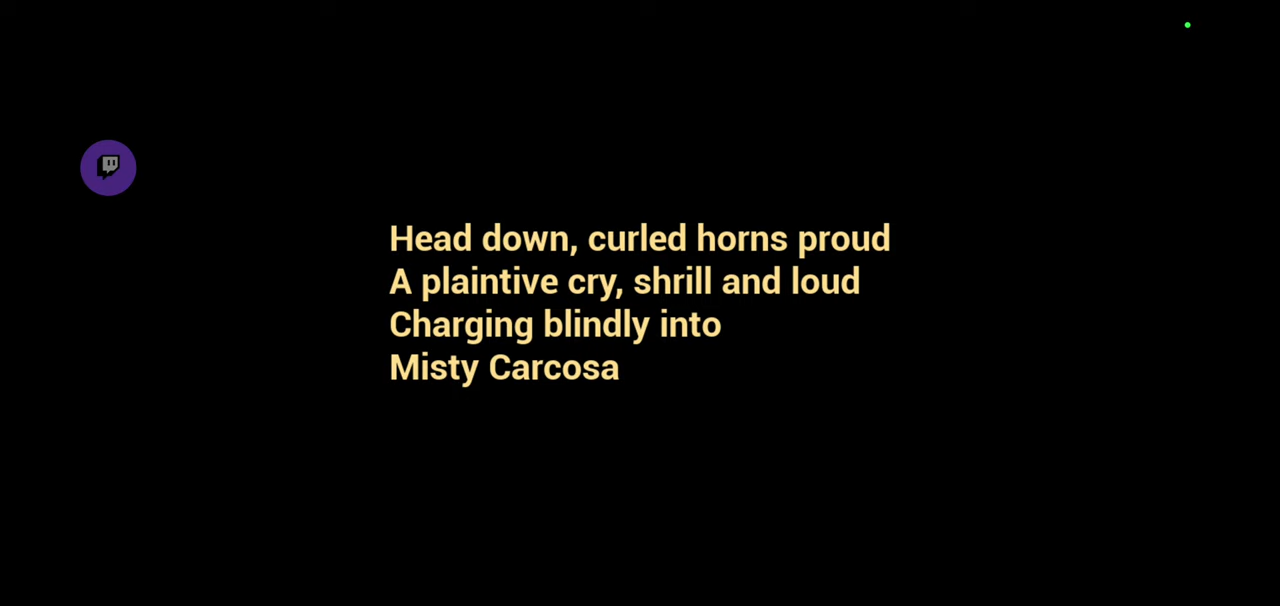 Head down, curled horns proud
A plaintive cry, shrill and loud
Charging blindly into
Misty Carcosa